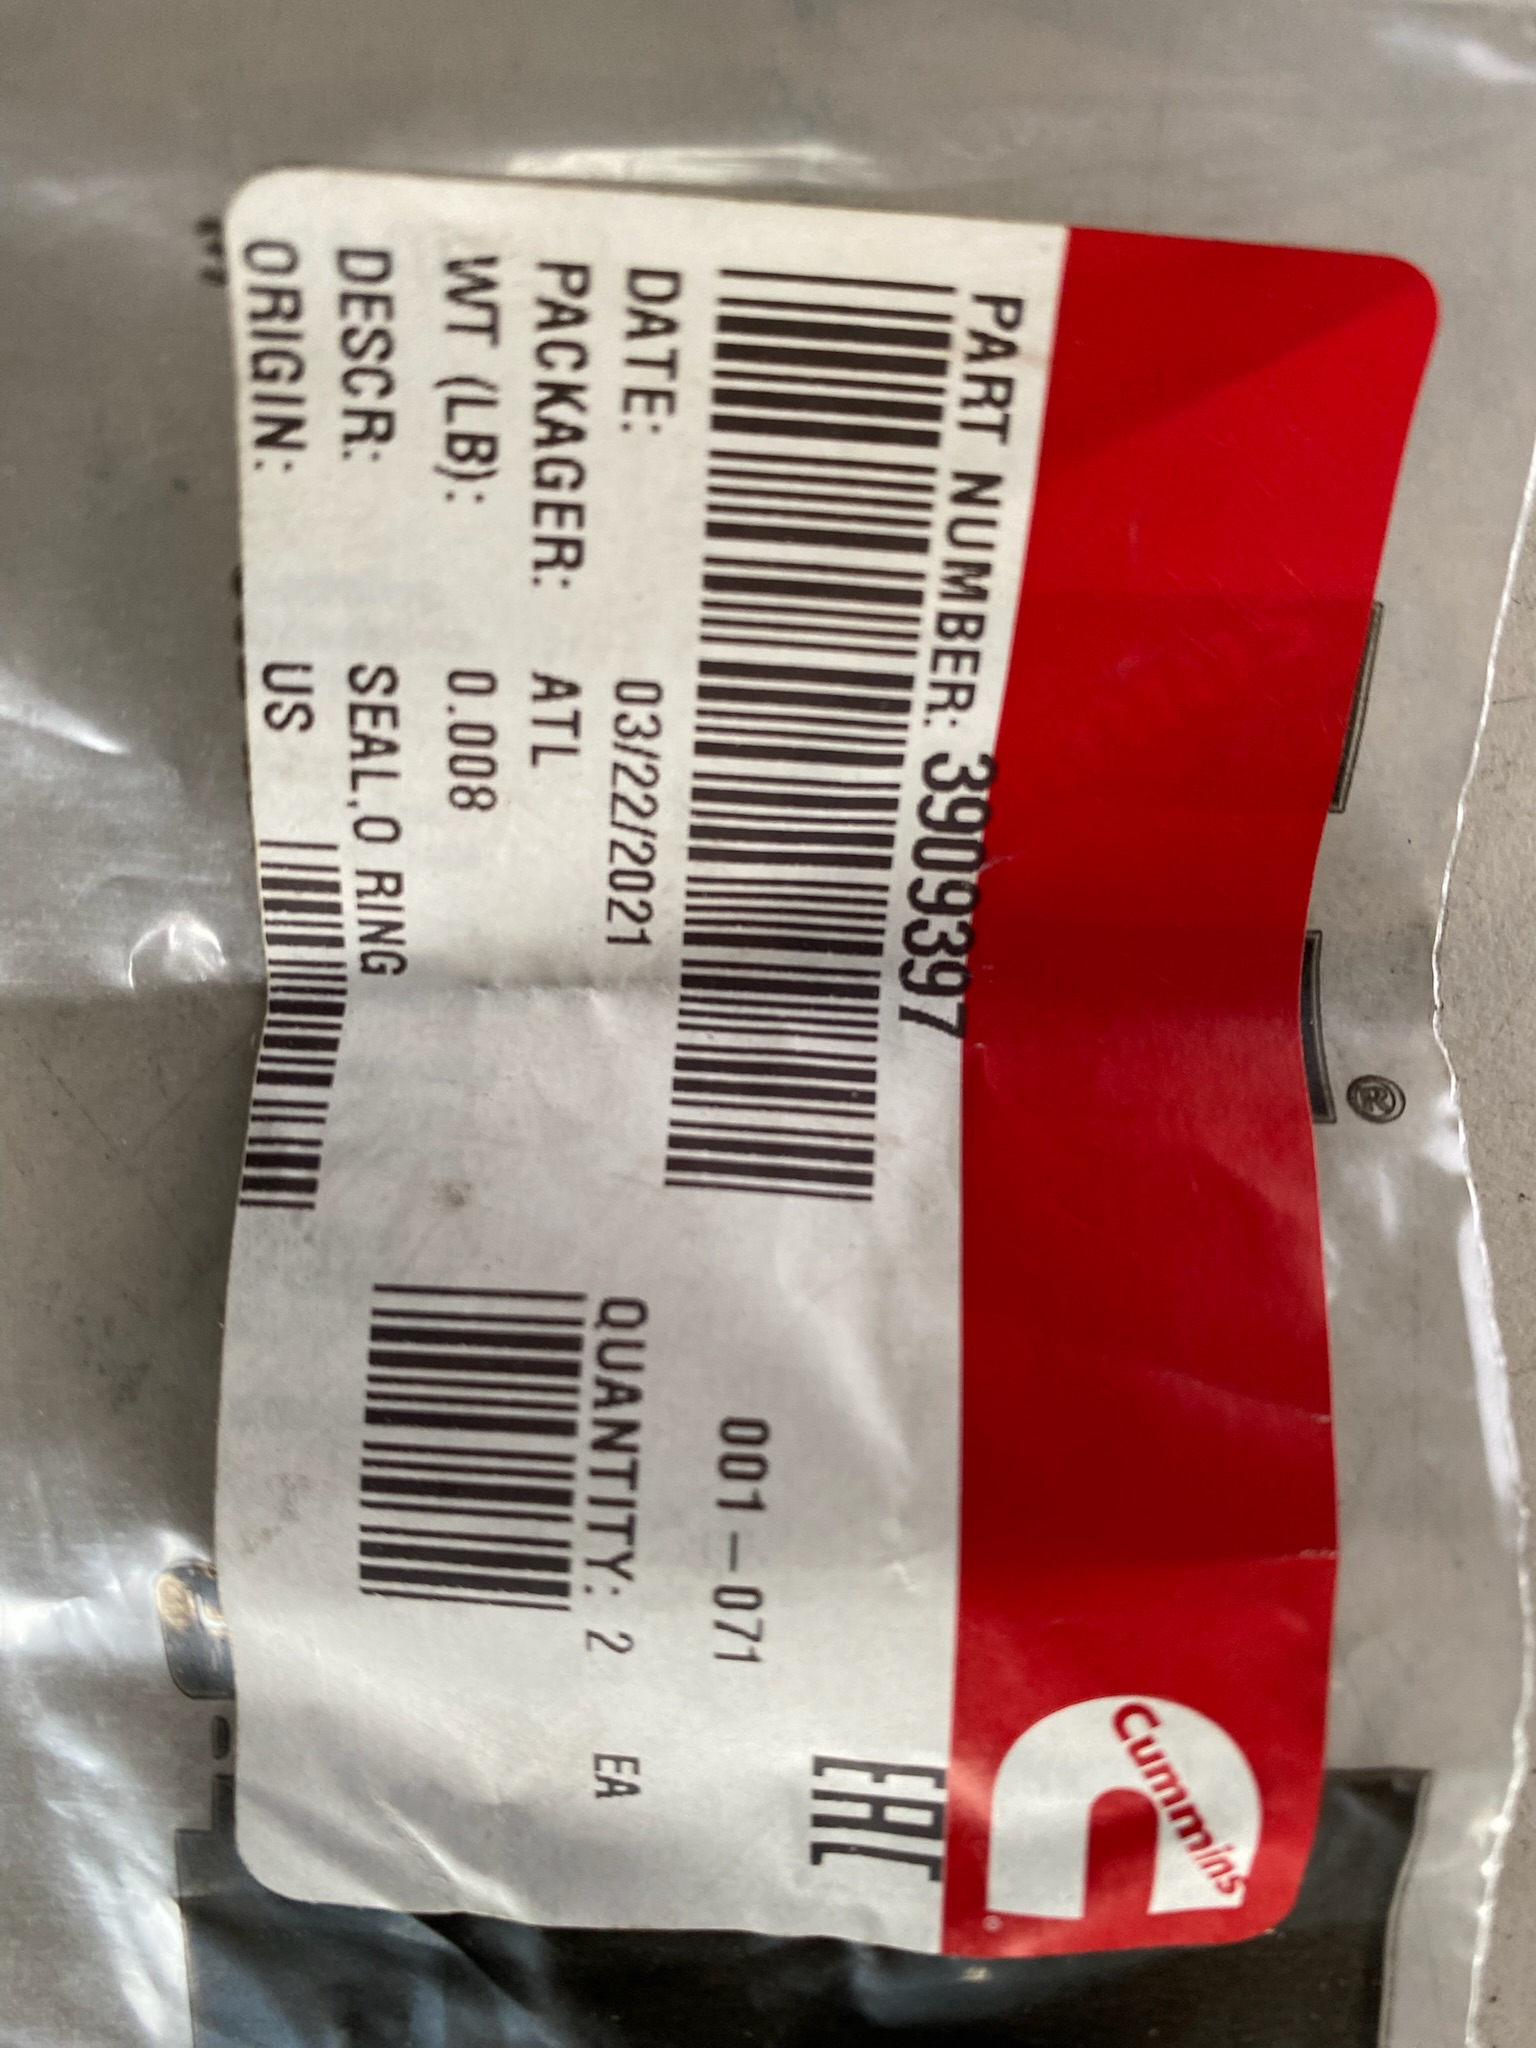 Cummins
PART NUMBER: 3909397
EAC
DATE: 03/22/2021
001-071
PACKAGER: ATL
QUANTITY: 2 EA
WT (LB): 0.008
DESCR: SEAL,O RING
ORIGIN: US
®